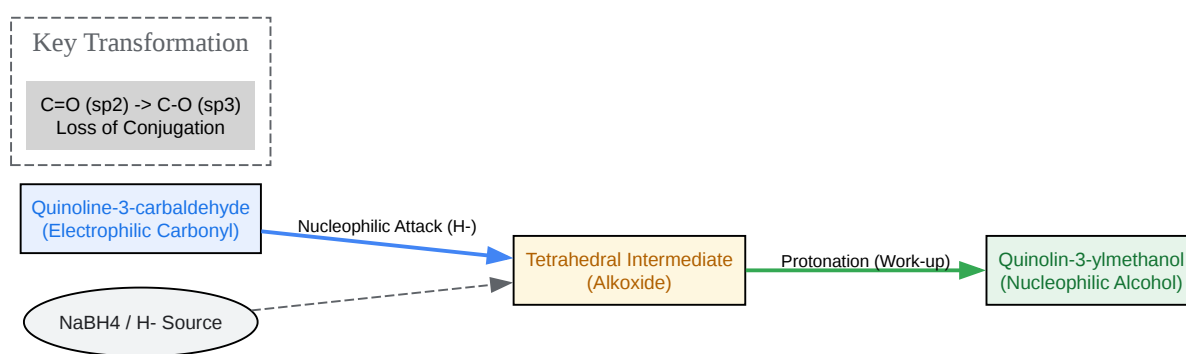 Key Transformation
C=O (sp2) -> C-O (sp3)
Loss of Conjugation
Quinoline-3-carbaldehyde
(Electrophilic Carbonyl)
Nucleophilic Attack (H-)
NaBH4 / H- Source
Tetrahedral Intermediate
(Alkoxide)
Protonation (Work-up)
Quinolin-3-ylmethanol
(Nucleophilic Alcohol)